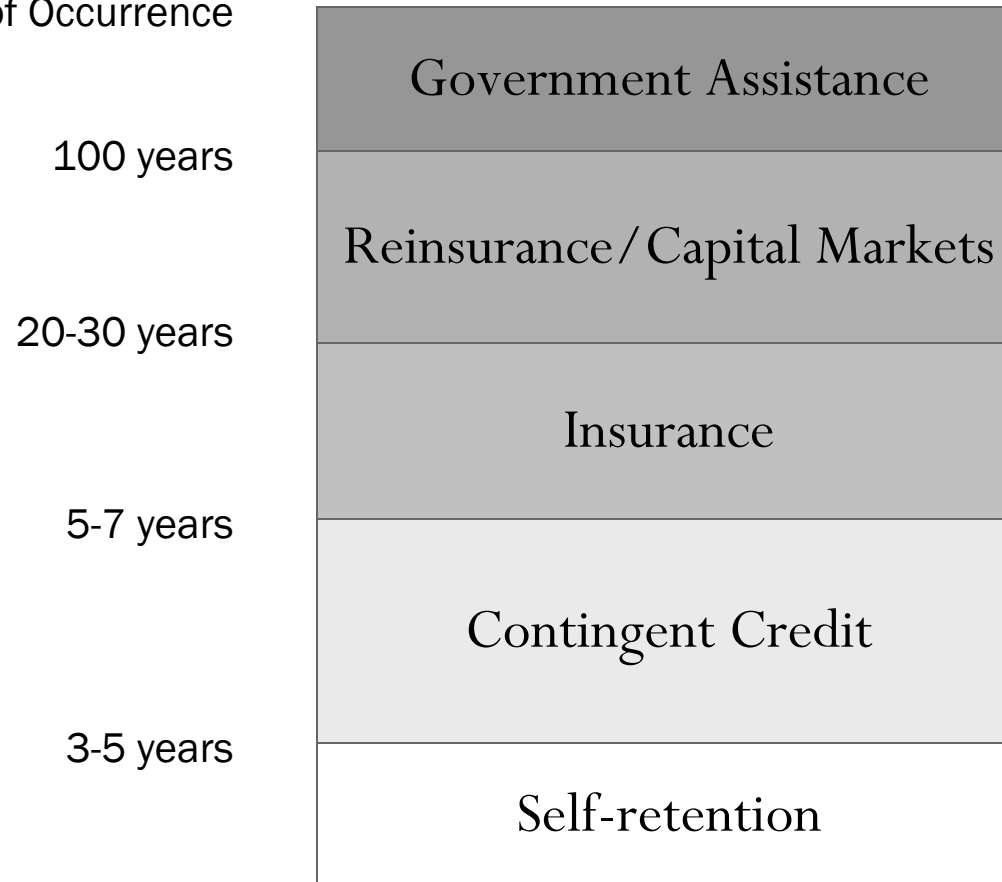 of Occurrence
Government Assistance
100 years
Reinsurance/Capital Markets
20-30 years
Insurance
5-7 years
Contingent Credit
3-5 years
Self-retention